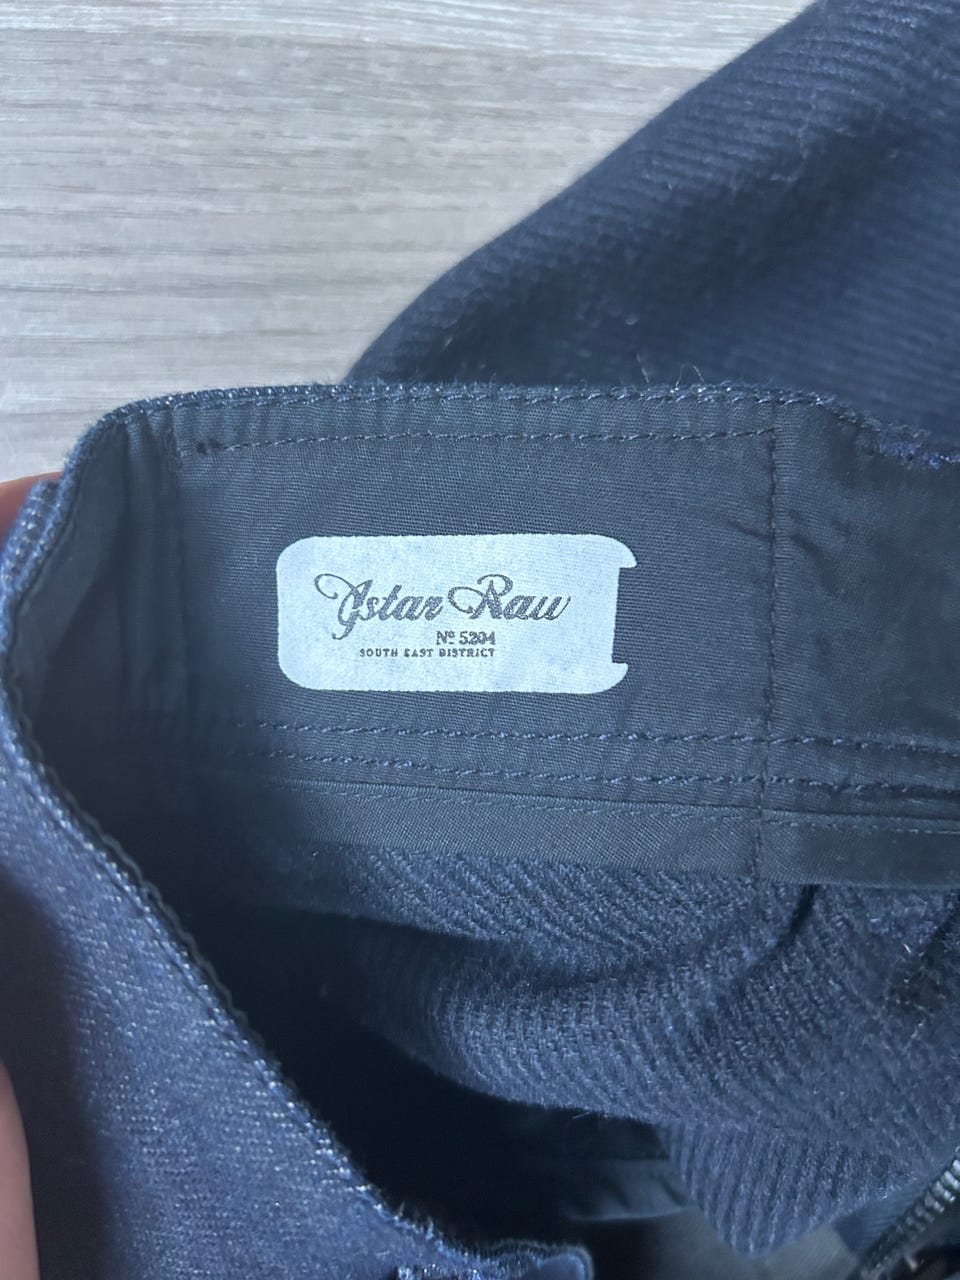 Gstar Raw
Nº 5204
SOUTH EAST DISTRICT